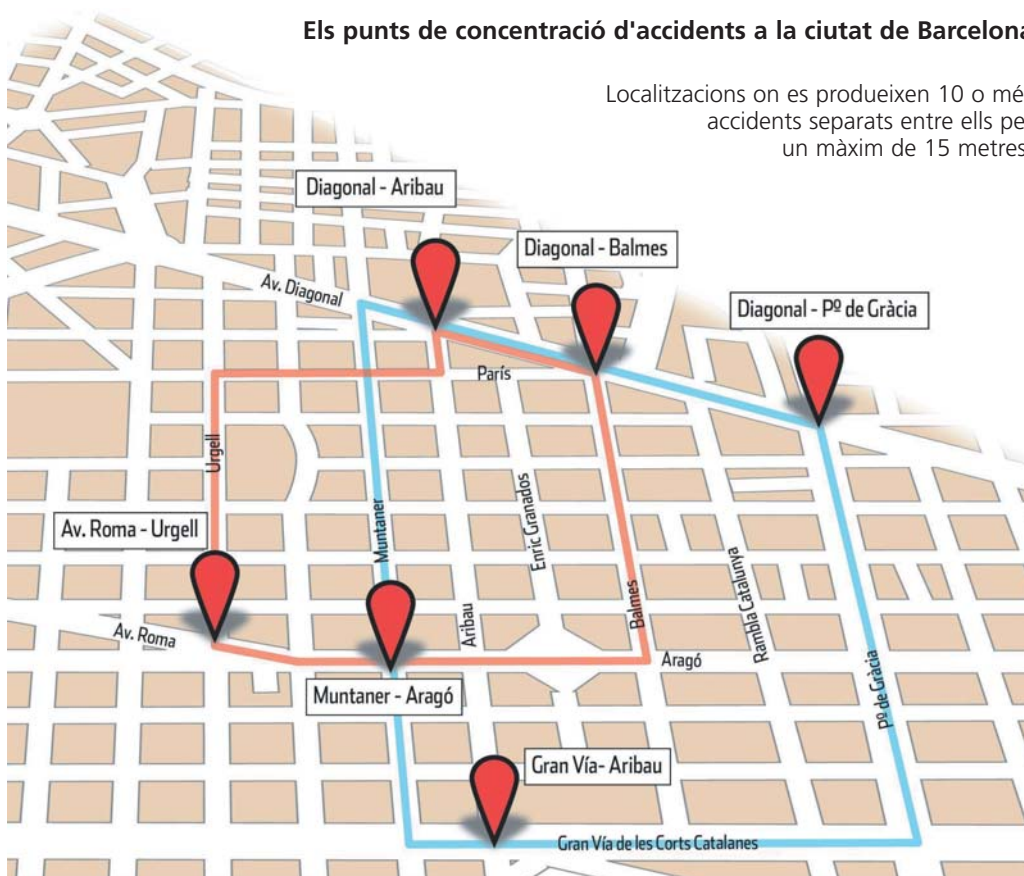 Els punts de concentració d'accidents a la ciutat de Barcelona
Localitzacions on es produeixen 10 o mé
accidents separats entre ells pe
un màxim de 15 metres
Diagonal - Aribau
Diagonal - Balmes
Diagonal - Pº de Gràcia
Av. Diagonal
París
Urgell
Enric Granados
Muntaner
Av. Roma - Urgell
Av. Roma
Aribau
Balmes
Rambla Catalunya
Aragó
Pº de Gràcia
Muntaner - Aragó
Gran Vía- Aribau
Gran Vía de les Corts Catalanes